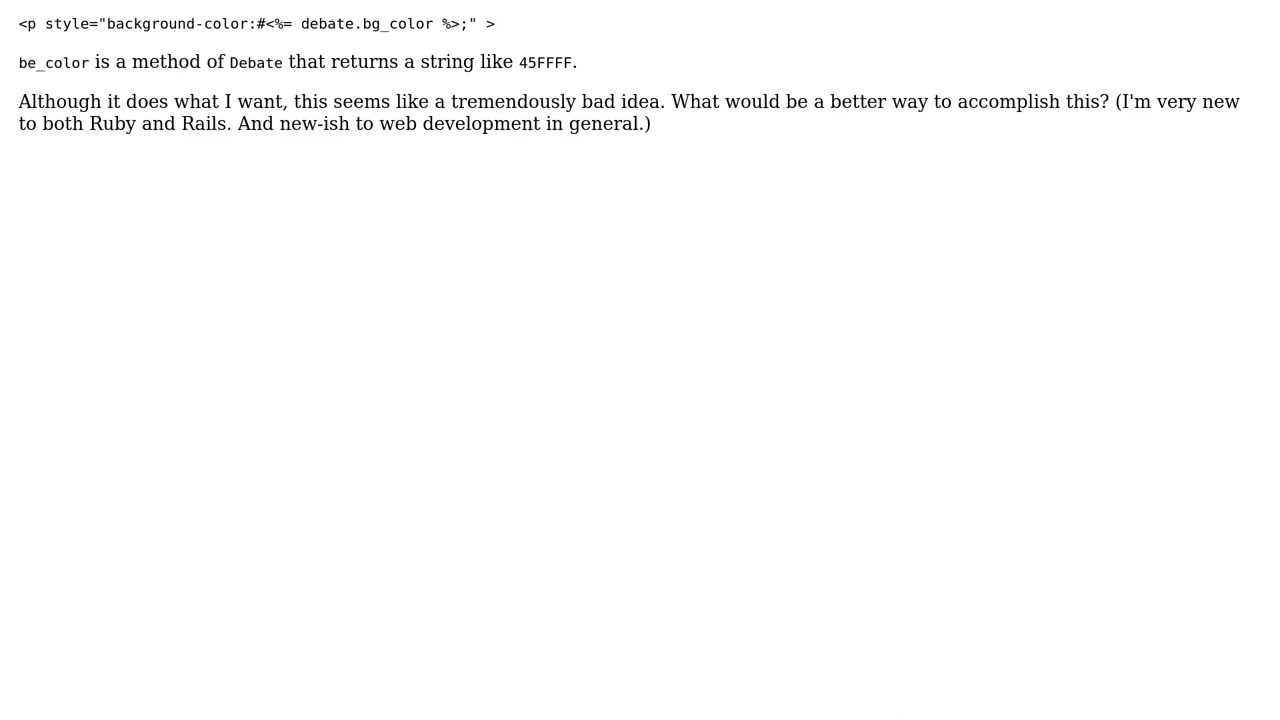 <p style="background-color:#<%= debate.bg_color %>;" >
be_color is a method of Debate that returns a string like 45FFFF.
Although it does what I want, this seems like a tremendously bad idea. What would be a better way to accomplish this? (I'm very new
to both Ruby and Rails. And new-ish to web development in general.)